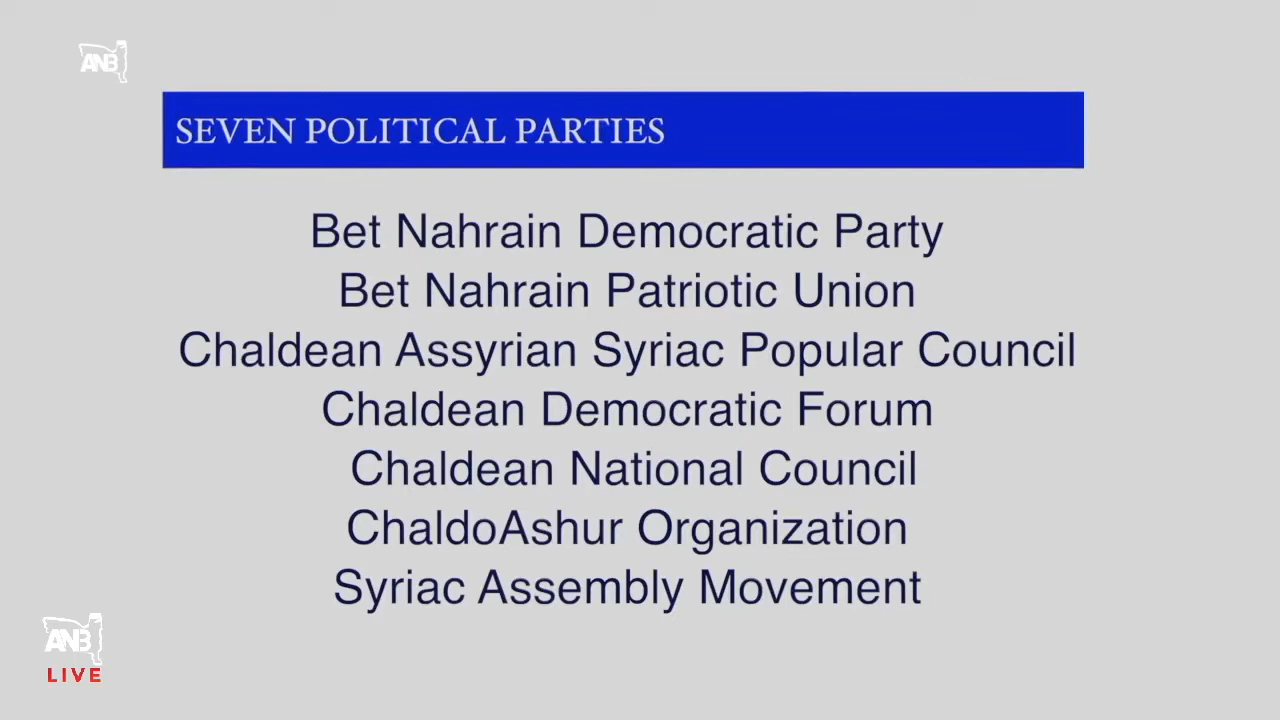 ANB
SEVEN POLITICAL PARTIES
Bet Nahrain Democratic Party
Bet Nahrain Patriotic Union
Chaldean Assyrian Syriac Popular Council
Chaldean Democratic Forum
Chaldean National Council
ChaldoAshur Organization
Syriac Assembly Movement
ANB
LIVE